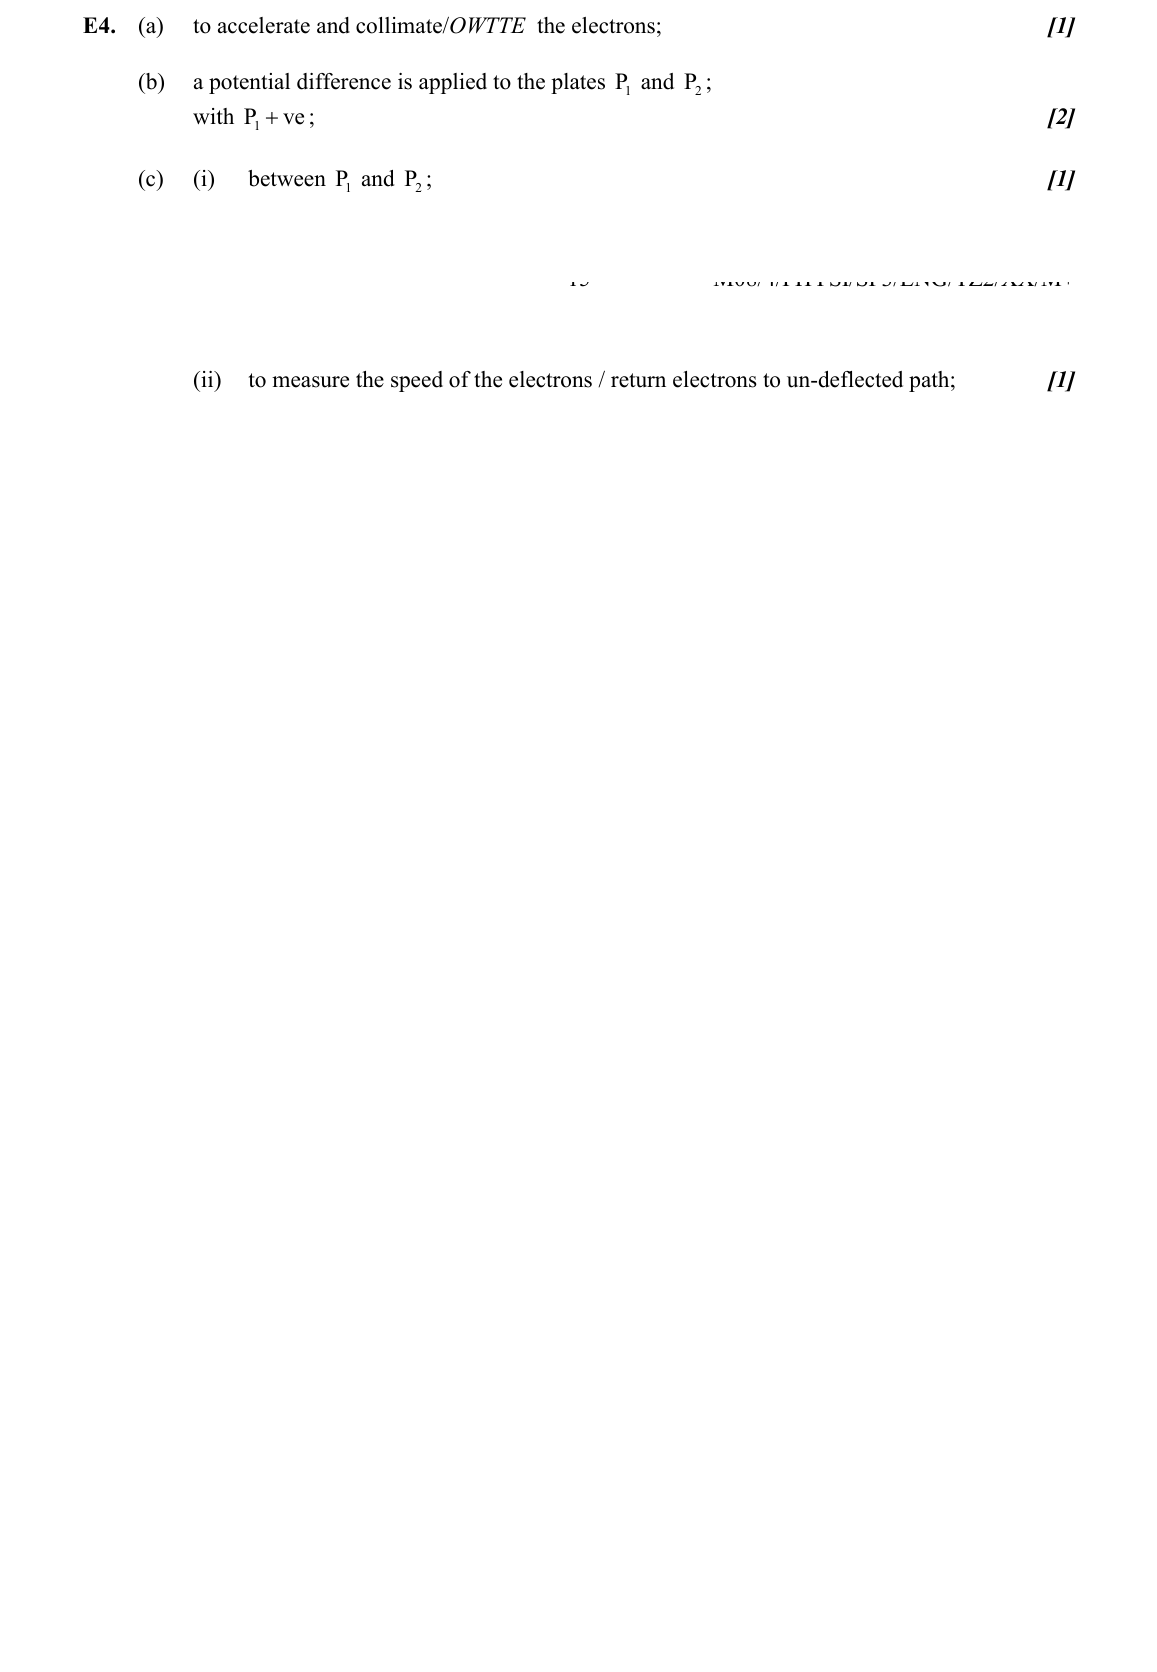 E4. (a) to accelerate and collimate/OWTTE the electrons; [1]
(b) a potential difference is applied to the plates P₁ and P₂;
with P₁ + ve; [2]
(c) (i) between P₁ and P₂; [1]
(ii) to measure the speed of the electrons / return electrons to un-deflected path; [1]